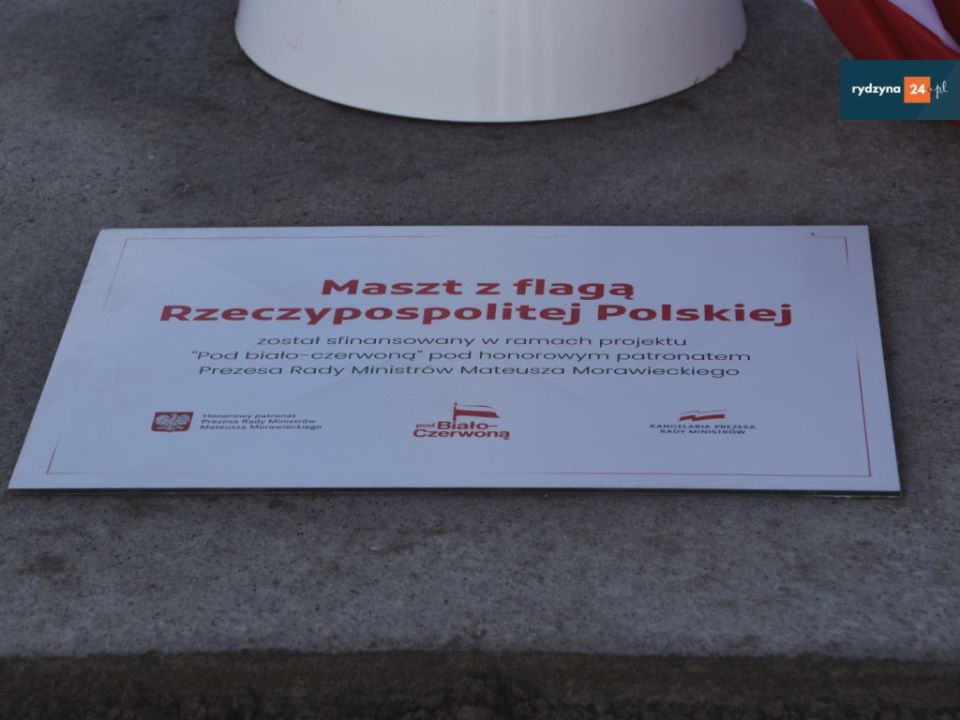 rydzyna 24.pl
Maszt z flagą
Rzeczypospolitej Polskiej
został sfinansowany w ramach projektu
"Pod biało-czerwoną" pod honorowym patronatem
Prezesa Rady Ministrów Mateusza Morawieckiego
Honorowy patronat
Prezesa Rady Ministrów
Mateusza Morawieckiego
pod Biało-
Czerwoną
KANCELARIA PREZESA
RADY MINISTRÓW